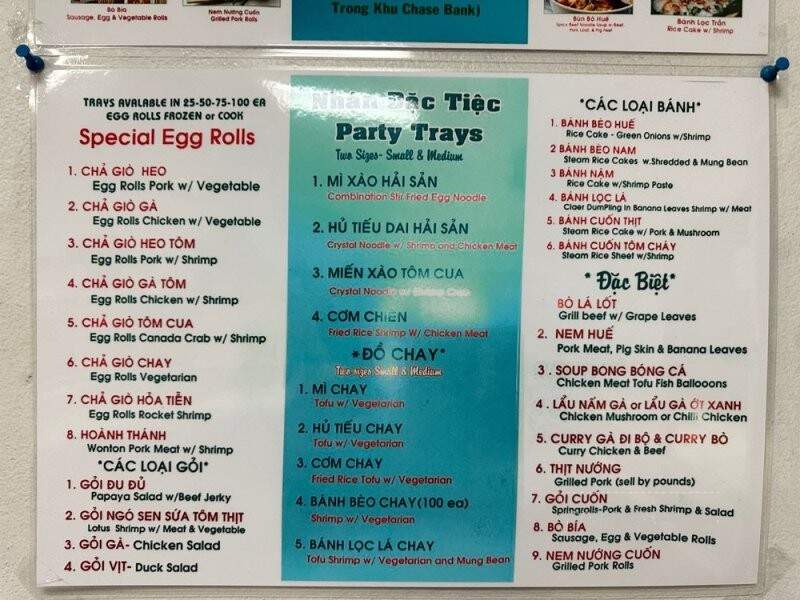 Bò Bía
Sausage, Egg & Vegetable Rolls
Nem Nướng Cuốn
Grilled Pork Rolls
Trong Khu Chase Bank)
Bún Bò Huế
Spicy Beef Noodle Soup w/Beef,
Pork Loaf, & Pig Feet
Bánh Lọc Trần
Rice Cake w/ Shrimp
TRAYS AVALABLE IN 25-50-75-100 EA
EGG ROLLS FROZEN or COOK
Special Egg Rolls
1. CHẢ GIÒ HEO
Egg Rolls Pork w/ Vegetable
2. CHẢ GIÒ GÀ
Egg Rolls Chicken w/ Vegetable
3. CHẢ GIÒ HEO TÔM
Egg Rolls Pork w/ Shrimp
4. CHẢ GIÒ GÀ TÔM
Egg Rolls Chicken w/ Shrimp
5. CHẢ GIÒ TÔM CUA
Egg Rolls Canada Crab w/ Shrimp
6. CHẢ GIÒ CHAY
Egg Rolls Vegetarian
7. CHẢ GIÒ HỎA TIỄN
Egg Rolls Rocket Shrimp
8. HOÀNH THÁNH
Wonton Pork Meat w/ Shrimp
*CÁC LOẠI GỎI*
1. GỎI ĐU ĐỦ
Papaya Salad w/Beef Jerky
2. GỎI NGÓ SEN SỨA TÔM THỊT
Lotus Shrimp w/ Meat & Vegetable
3. GỎI GÀ- Chicken Salad
4. GỎI VỊT- Duck Salad
Nhân Đặc Tiệc
Party Trays
Two Sizes- Small & Medium
1. MÌ XÀO HẢI SẢN
Combination Stir Fried Egg Noodle
2. HỦ TIẾU DAI HẢI SẢN
Crystal Noodle w/ Shrimp and Chicken Meat
3. MIẾN XÀO TÔM CUA
Crystal Noodle w/ Shrimp Crab
4. CƠM CHIÊN
Fried Rice Shrimp W/ Chicken Meat
*ĐỒ CHAY*
Two sizes Small & Medium
1. MÌ CHAY
Tofu w/ Vegetarian
2. HỦ TIẾU CHAY
Tofu w/ Vegetarian
3. CƠM CHAY
Fried Rice Tofu w/ Vegetarian
4. BÁNH BÈO CHAY(100 ea)
Shrimp w/ Vegetarian
5. BÁNH LỌC LÁ CHAY
Tofu Shrimp w/ Vegetarian and Mung Bean
*CÁC LOẠI BÁNH*
1. BÁNH BÈO HUẾ
Rice Cake - Green Onions w/Shrimp
2 BÁNH BÈO NAM
Steam Rice Cakes w.Shredded & Mung Bean
3 BÁNH NẬM
Rice Cake w/Shrimp Paste
4. BÁNH LỌC LÁ
Claer DumPling In Banana Leaves Shrimp w/ Meat
5. BÁNH CUỐN THỊT
Steam Rice Cake w/ Pork & Mushroom
6. BÁNH CUỐN TÔM CHÁY
Steam Rice Sheet w/Shrimp
*Đặc Biệt*
BÒ LÁ LỐT
Grill beef w/ Grape Leaves
2. NEM HUẾ
Pork Meat, Pig Skin & Banana Leaves
3. SOUP BONG BÓNG CÁ
Chicken Meat Tofu Fish Ballooons
4. LẨU NẤM GÀ or LẨU GÀ ỚT XANH
Chicken Mushroom or Chilli Chicken
5. CURRY GÀ ĐI BỘ & CURRY BÒ
Curry Chicken & Beef
6. THỊT NƯỚNG
Grilled Pork (sell by pounds)
7. GỎI CUỐN
Springrolls-Pork & Fresh Shrimp & Salad
8. BÒ BÍA
Sausage, Egg & Vegetable Rolls
9. NEM NƯỚNG CUỐN
Grilled Pork Rolls